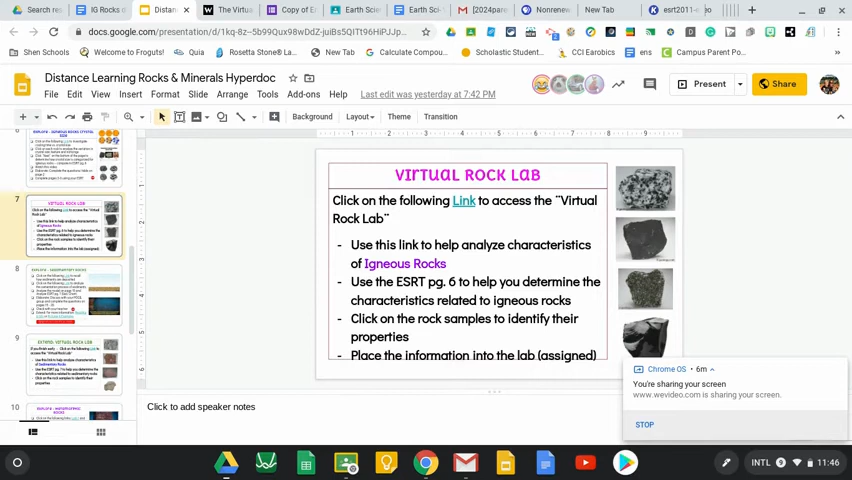 Search re
IG Rocks d
Distanc
The Virtua
Copy of E
Earth Scie
Earth Sci
[2024pare
Nonrenew
New Tab
esrt2011-e
docs.google.com/presentation/d/1kq-8z-5b99Qux98wDdZ-juiBs5QITt96HiPJJp...
Shen Schools
Welcome to Froguts!
Quia
Rosetta Stone® L...
New Tab
Calculate Compou...
Scholastic Student...
CCI Earobics
ens
Campus Parent Po...
Distance Learning Rocks & Minerals Hyperdoc
File Edit View Insert Format Slide Arrange Tools Add-ons Help Last edit was yesterday at 7:42 PM
Present
Share
Background Layout Theme Transition
7
8
9
10
VIRTUAL ROCK LAB
Click on the following Link to access the "Virtual
Rock Lab"
- Use this link to help analyze characteristics
of Igneous Rocks
- Use the ESRT pg. 6 to help you determine the
characteristics related to igneous rocks
- Click on the rock samples to identify their
properties
- Place the information into the lab (assigned)
Click to add speaker notes
Chrome OS • 6m
You're sharing your screen
www.wevideo.com is sharing your screen.
STOP
INTL 9 11:46